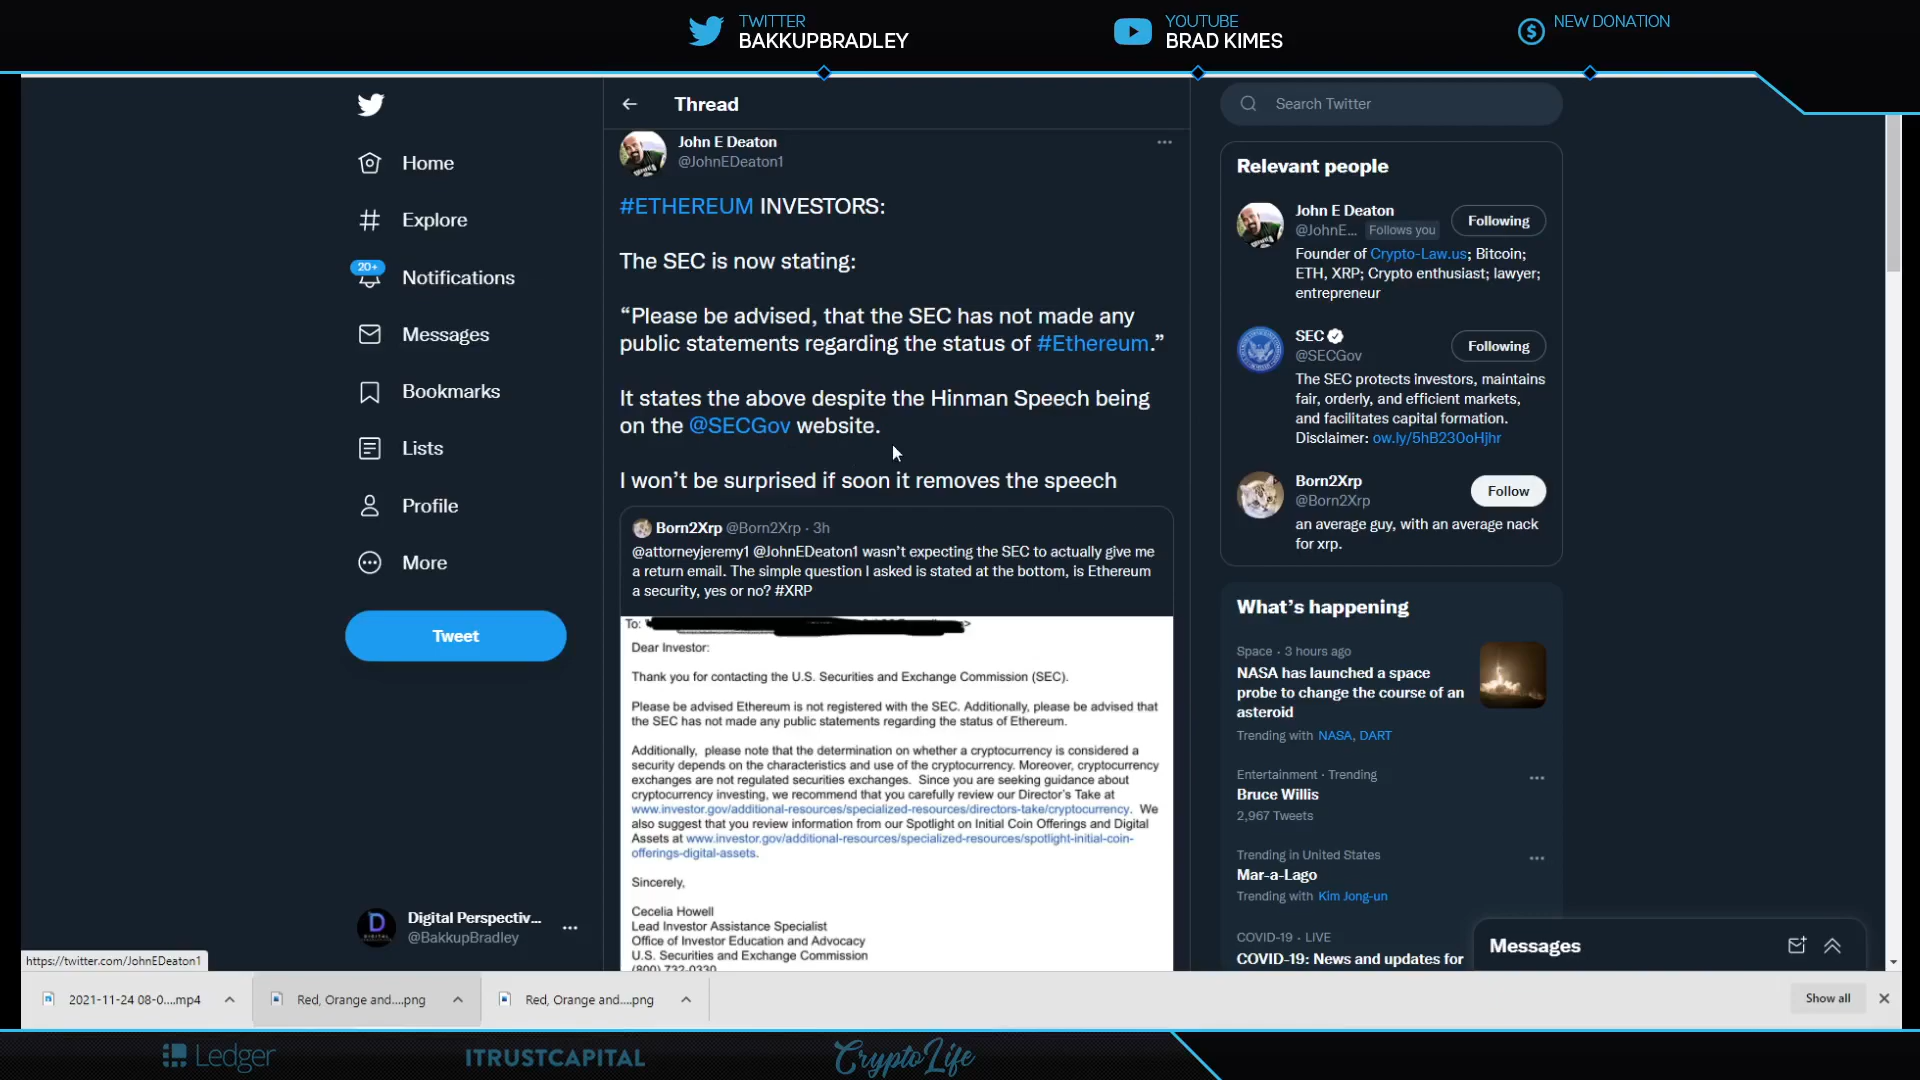 TWITTER
BAKKUPBRADLEY
YOUTUBE
BRAD KIMES
NEW DONATION
Home
Explore
20+
Notifications
Messages
Bookmarks
Lists
Profile
More
Tweet
Digital Perspectiv...
@BakkupBradley
Thread
John E Deaton
@JohnEDeaton1
#ETHEREUM INVESTORS:
The SEC is now stating:
“Please be advised, that the SEC has not made any
public statements regarding the status of #Ethereum.”
It states the above despite the Hinman Speech being
on the @SECGov website.
I won’t be surprised if soon it removes the speech
Born2Xrp @Born2Xrp · 3h
@attorneyjeremy1 @JohnEDeaton1 wasn’t expecting the SEC to actually give me
a return email. The simple question I asked is stated at the bottom, is Ethereum
a security, yes or no? #XRP
To:
Dear Investor:
Thank you for contacting the U.S. Securities and Exchange Commission (SEC).
Please be advised Ethereum is not registered with the SEC. Additionally, please be advised that
the SEC has not made any public statements regarding the status of Ethereum.
Additionally, please note that the determination on whether a cryptocurrency is considered a
security depends on the characteristics and use of the cryptocurrency. Moreover, cryptocurrency
exchanges are not regulated securities exchanges. Since you are seeking guidance about
cryptocurrency investing, we recommend that you carefully review our Director's Take at
www.investor.gov/additional-resources/specialized-resources/directors-take/cryptocurrency. We
also suggest that you review information from our Spotlight on Initial Coin Offerings and Digital
Assets at www.investor.gov/additional-resources/specialized-resources/spotlight-initial-coin-
offerings-digital-assets.
Sincerely,
Cecelia Howell
Lead Investor Assistance Specialist
Office of Investor Education and Advocacy
U.S. Securities and Exchange Commission
(800) 732-0330
Search Twitter
Relevant people
John E Deaton
@JohnE... Follows you
Following
Founder of Crypto-Law.us; Bitcoin;
ETH, XRP; Crypto enthusiast; lawyer;
entrepreneur
SEC
@SECGov
Following
The SEC protects investors, maintains
fair, orderly, and efficient markets,
and facilitates capital formation.
Disclaimer: ow.ly/5hB230oHjhr
Born2Xrp
@Born2Xrp
Follow
an average guy, with an average nack
for xrp.
What’s happening
Space · 3 hours ago
NASA has launched a space
probe to change the course of an
asteroid
Trending with NASA, DART
Entertainment · Trending
Bruce Willis
2,967 Tweets
Trending in United States
Mar-a-Lago
Trending with Kim Jong-un
COVID-19 · LIVE
COVID-19: News and updates for
Messages
https://twitter.com/JohnEDeaton1
2021-11-24 08-0....mp4
Red, Orange and....png
Red, Orange and....png
Show all
Ledger
ITRUSTCAPITAL
CryptoLife